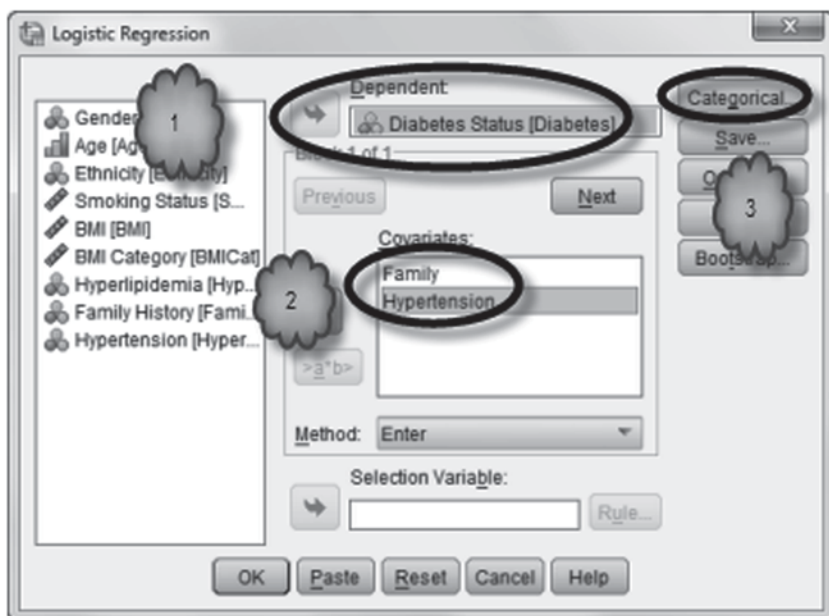 Logistic Regression
x
Gender
1
Age [Ag
Ethnicity [
Smoking Status [S...
BMI [BMI]
BMI Category [BMICat]
Hyperlipidemia [Hyp...
Family History [Fami...
Hypertension [Hyper...
Dependent:
Diabetes Status [Diabetes]
Block 1 of 1
Previous
Next
Covariates:
Family
Hypertension
2
>a*b>
Method: Enter
Selection Variable:
Rule...
Categorical...
Save...
3
OK
Paste
Reset
Cancel
Help